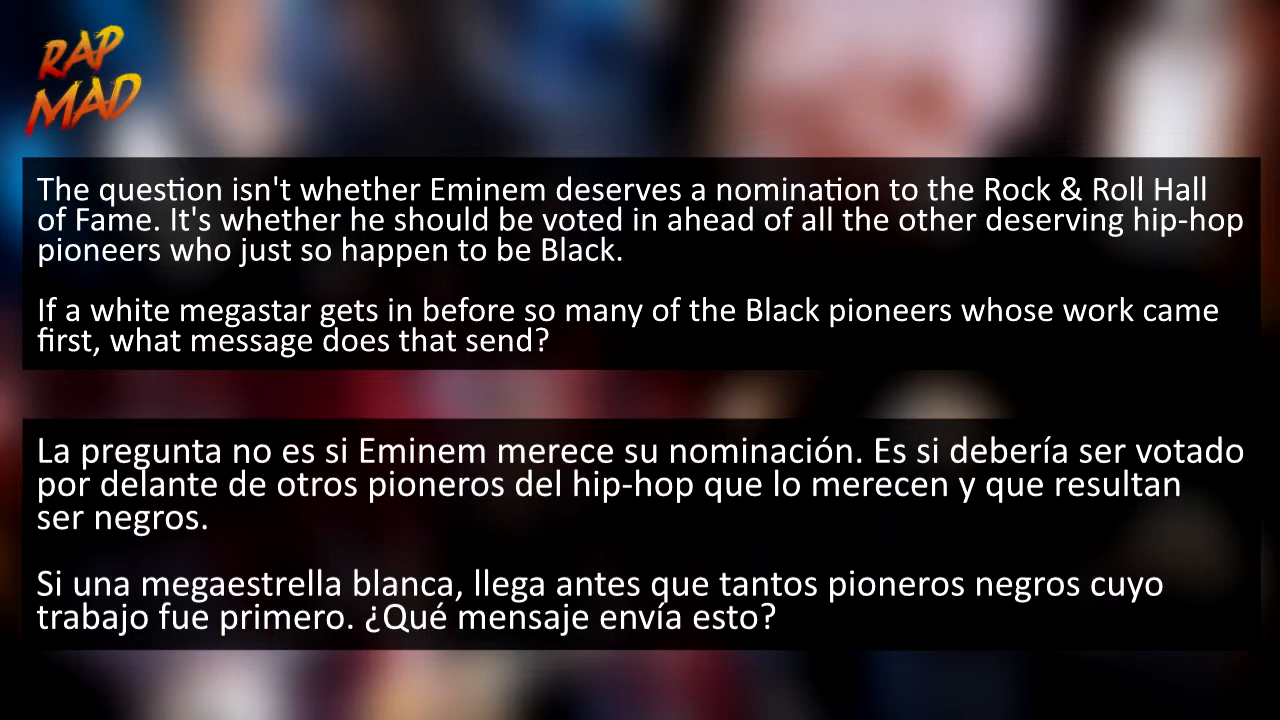 RAP
MAD
The question isn't whether Eminem deserves a nomination to the Rock & Roll Hall
of Fame. It's whether he should be voted in ahead of all the other deserving hip-hop
pioneers who just so happen to be Black.
If a white megastar gets in before so many of the Black pioneers whose work came
first, what message does that send?
La pregunta no es si Eminem merece su nominación. Es si debería ser votado
por delante de otros pioneros del hip-hop que lo merecen y que resultan
ser negros.
Si una megaestrella blanca, llega antes que tantos pioneros negros cuyo
trabajo fue primero. ¿Qué mensaje envía esto?